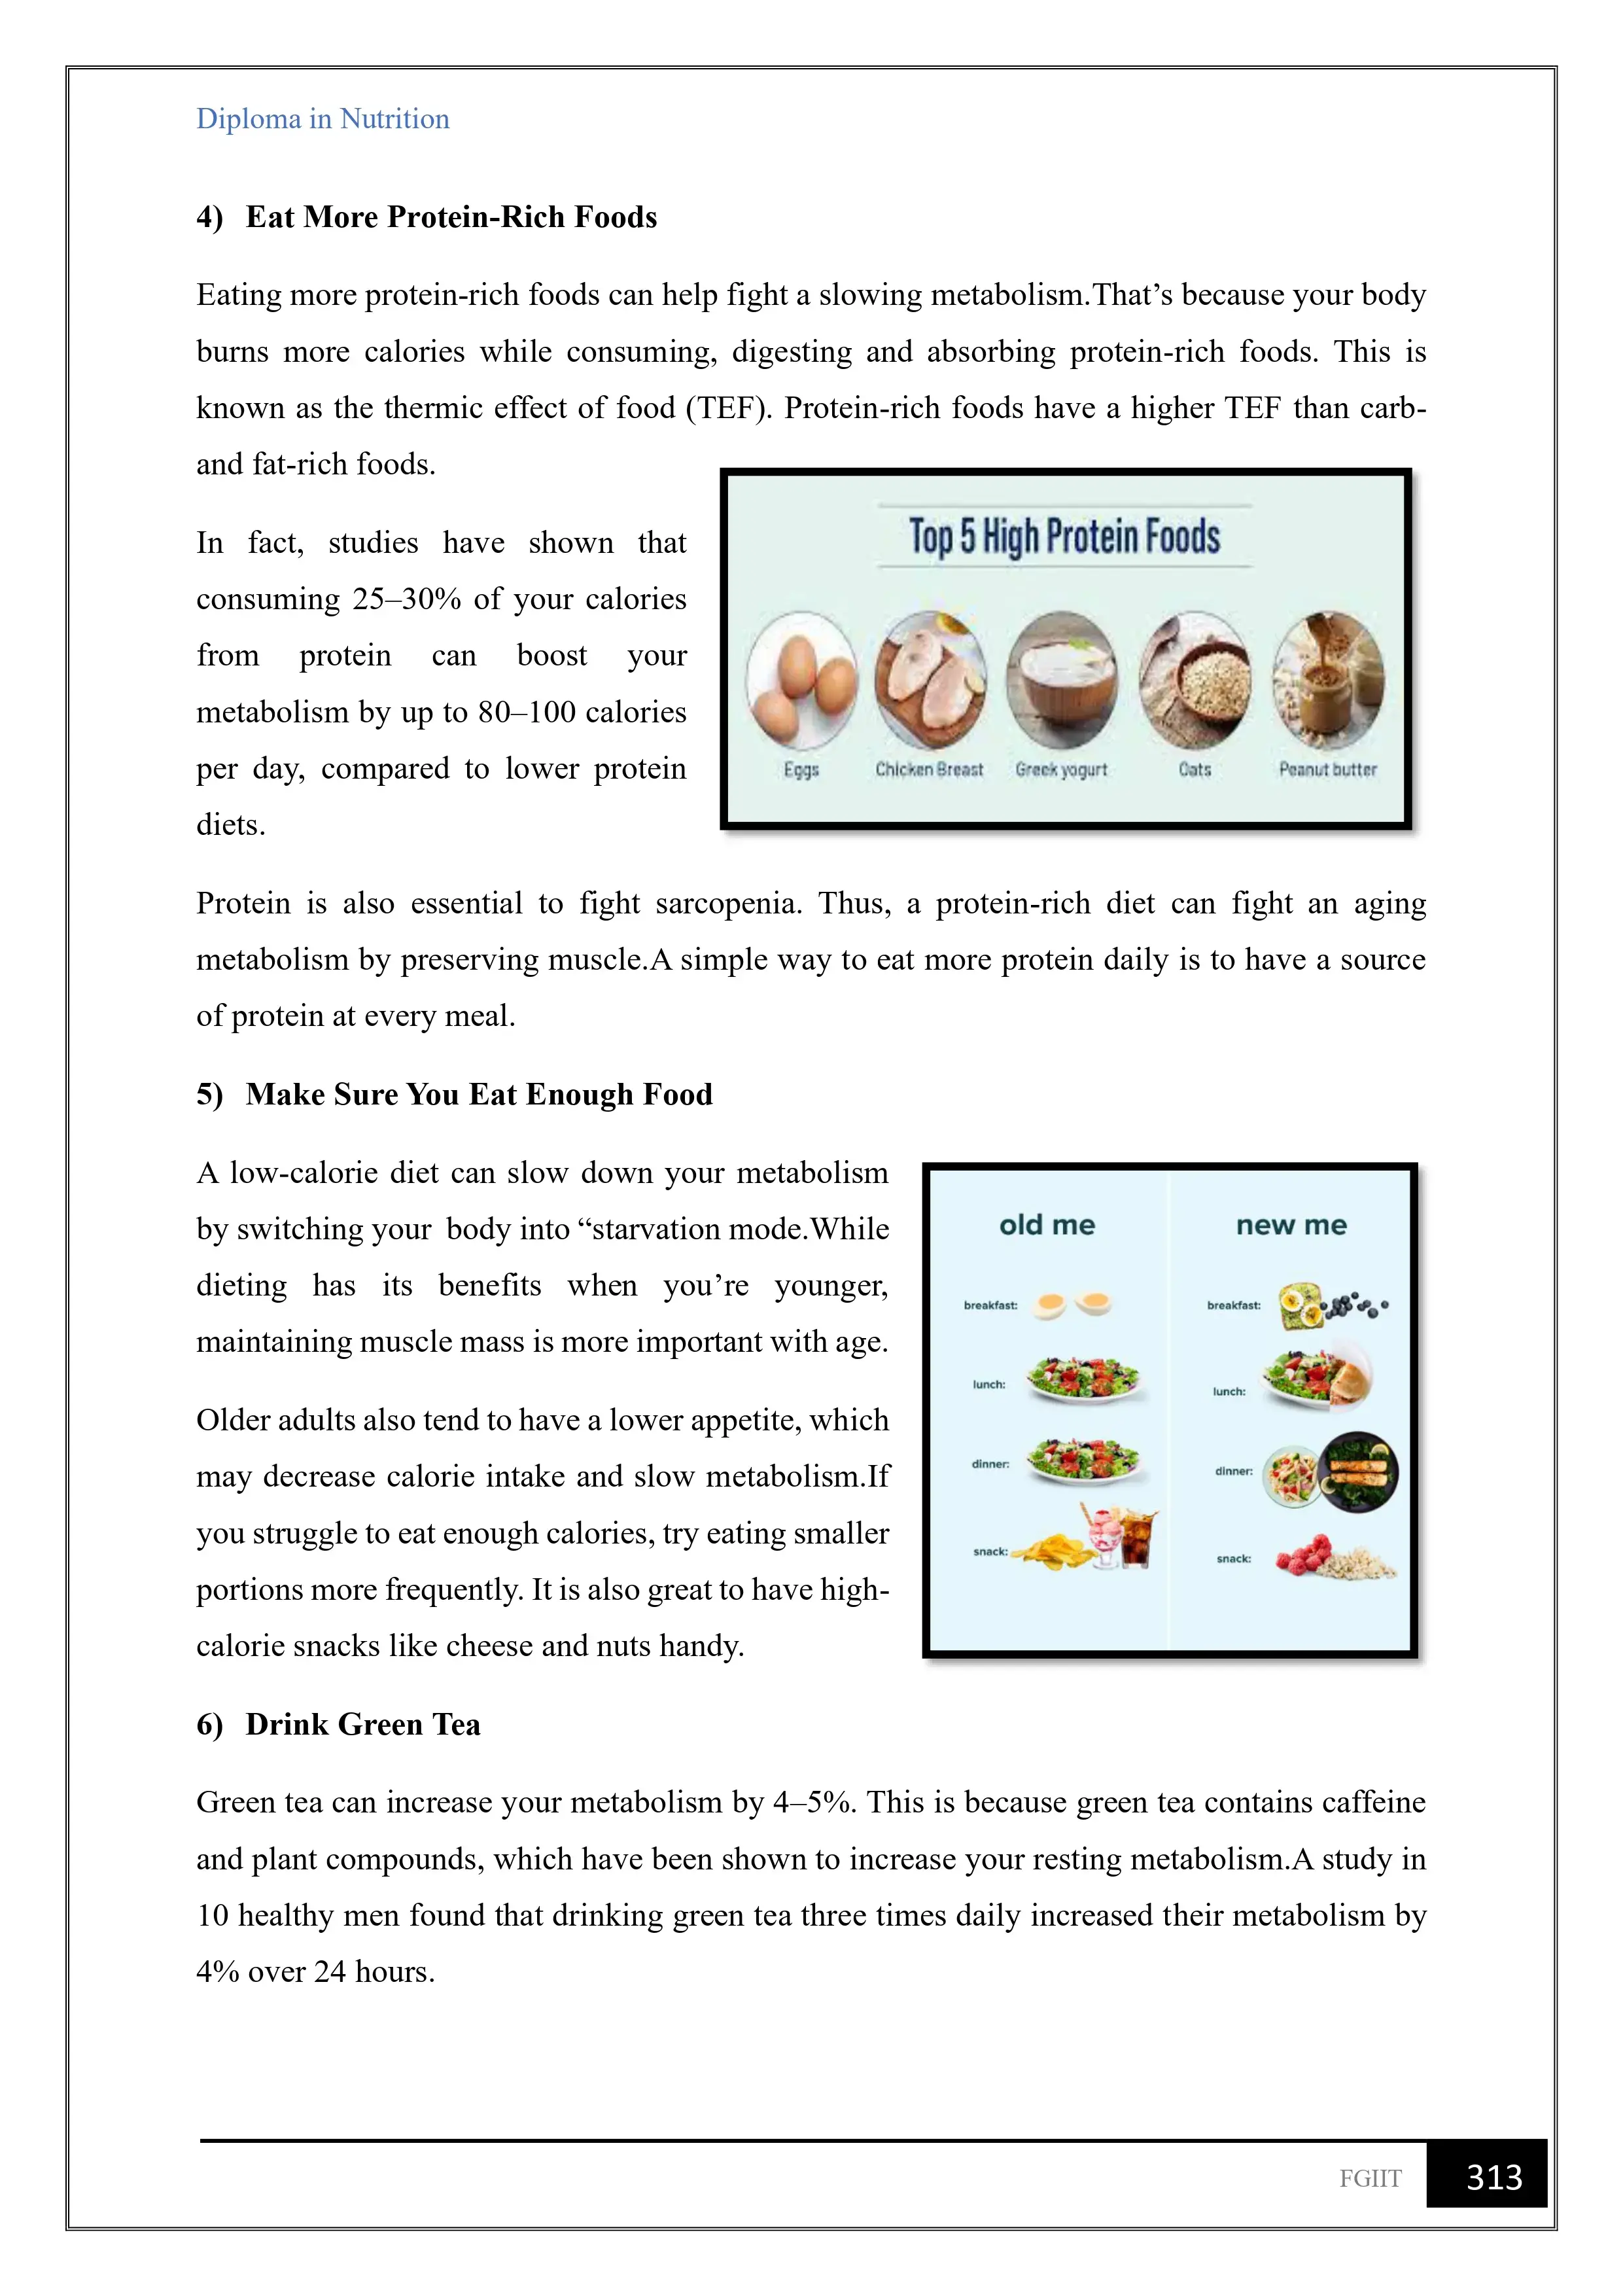 Diploma in Nutrition
4) Eat More Protein-Rich Foods
Eating more protein-rich foods can help fight a slowing metabolism.That’s because your body
burns more calories while consuming, digesting and absorbing protein-rich foods. This is
known as the thermic effect of food (TEF). Protein-rich foods have a higher TEF than carb-
and fat-rich foods.
In fact, studies have shown that
consuming 25–30% of your calories
from protein can boost your
metabolism by up to 80–100 calories
per day, compared to lower protein
diets.
Top 5 High Protein Foods
Eggs Chicken Breast Greek yogurt Oats Peanut butter
Protein is also essential to fight sarcopenia. Thus, a protein-rich diet can fight an aging
metabolism by preserving muscle.A simple way to eat more protein daily is to have a source
of protein at every meal.
5) Make Sure You Eat Enough Food
A low-calorie diet can slow down your metabolism
by switching your  body into “starvation mode.While
dieting has its benefits when you’re younger,
maintaining muscle mass is more important with age.
Older adults also tend to have a lower appetite, which
may decrease calorie intake and slow metabolism.If
you struggle to eat enough calories, try eating smaller
portions more frequently. It is also great to have high-
calorie snacks like cheese and nuts handy.
old me
breakfast:
lunch:
dinner:
snack:
new me
breakfast:
lunch:
dinner:
snack:
6) Drink Green Tea
Green tea can increase your metabolism by 4–5%. This is because green tea contains caffeine
and plant compounds, which have been shown to increase your resting metabolism.A study in
10 healthy men found that drinking green tea three times daily increased their metabolism by
4% over 24 hours.
FGIIT 313